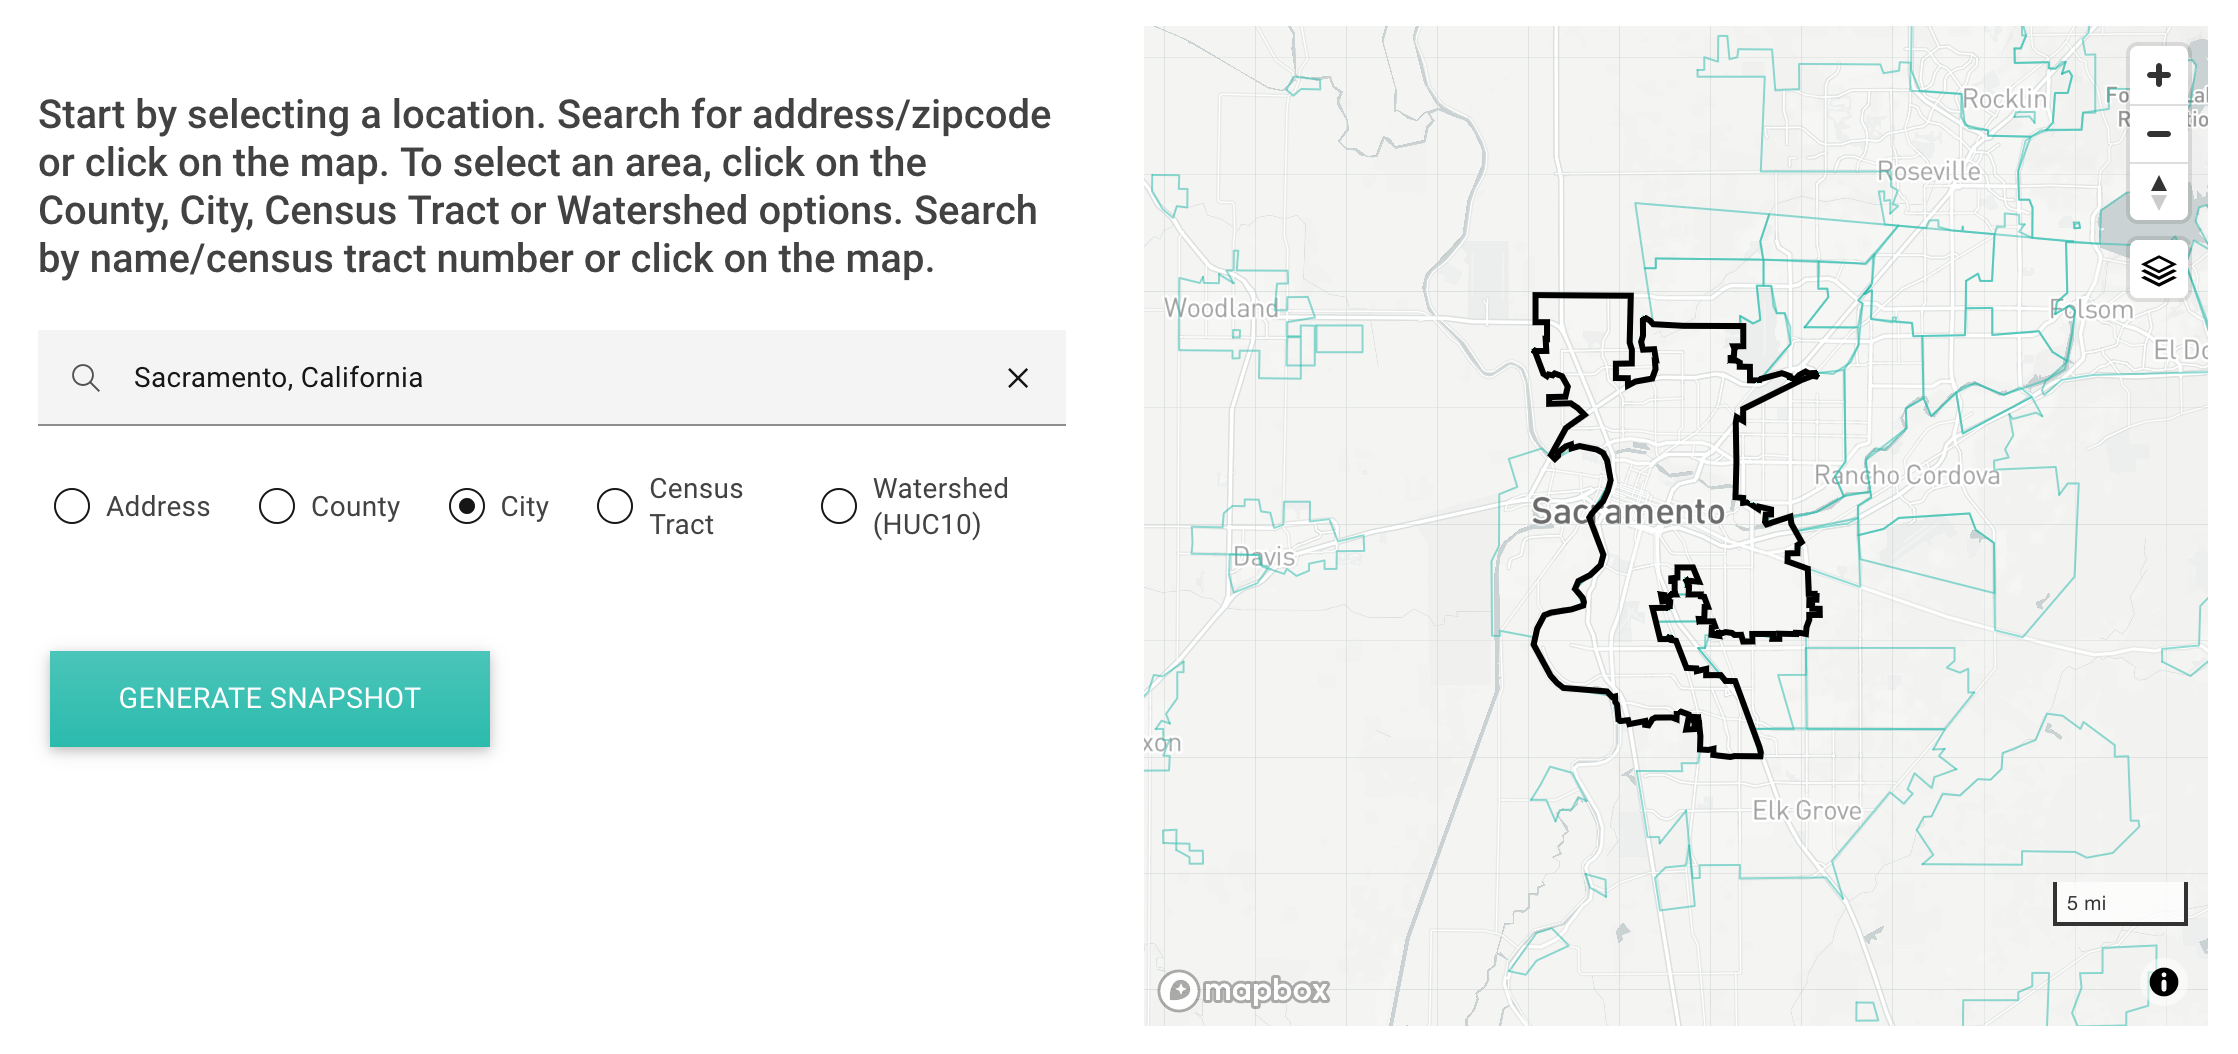 Start by selecting a location. Search for address/zipcode
or click on the map. To select an area, click on the
County, City, Census Tract or Watershed options. Search
by name/census tract number or click on the map.
Sacramento, California
Address
County
City
Census
Tract
Watershed
(HUC10)
GENERATE SNAPSHOT
Rocklin
Roseville
Woodland
Folsom
El Do
Rancho Cordova
Sacramento
Davis
xon
Elk Grove
5 mi
mapbox